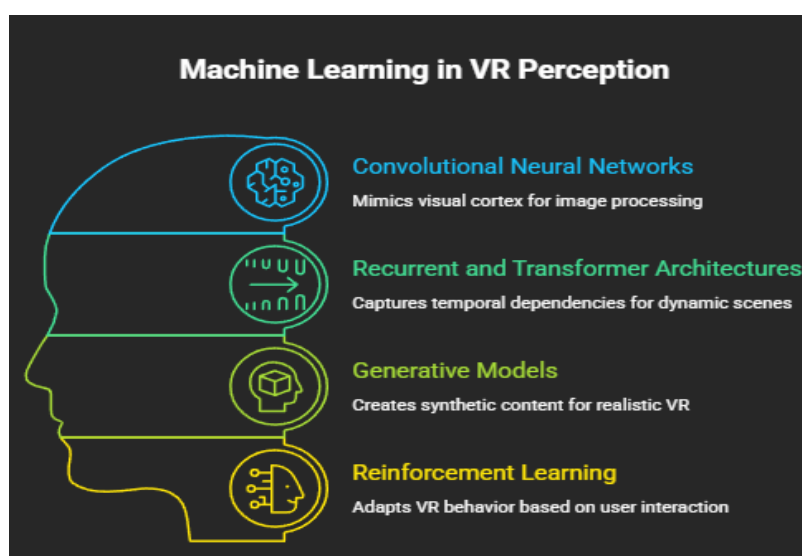 Machine Learning in VR Perception
Convolutional Neural Networks
Mimics visual cortex for image processing
Recurrent and Transformer Architectures
Captures temporal dependencies for dynamic scenes
Generative Models
Creates synthetic content for realistic VR
Reinforcement Learning
Adapts VR behavior based on user interaction